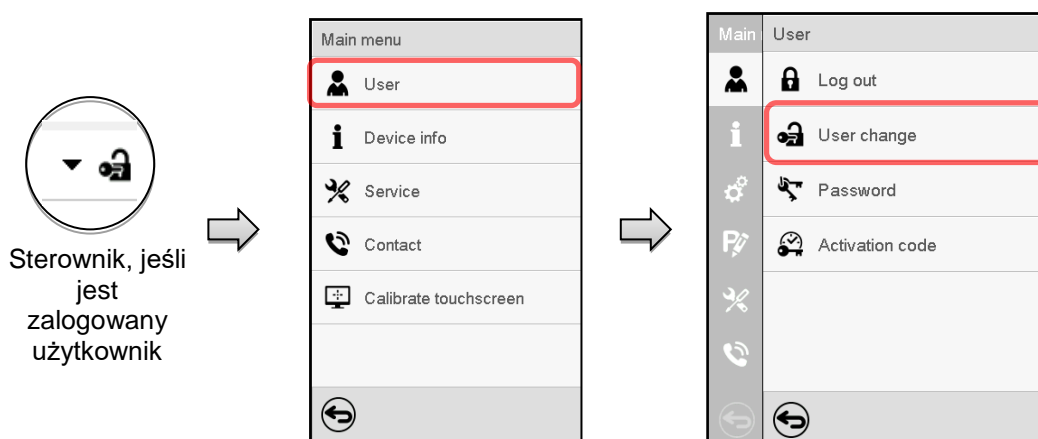 Sterownik, jeśli
jest
zalogowany
użytkownik
Main menu
User
Device info
Service
Contact
Calibrate touchscreen
Main
User
Log out
User change
Password
Activation code